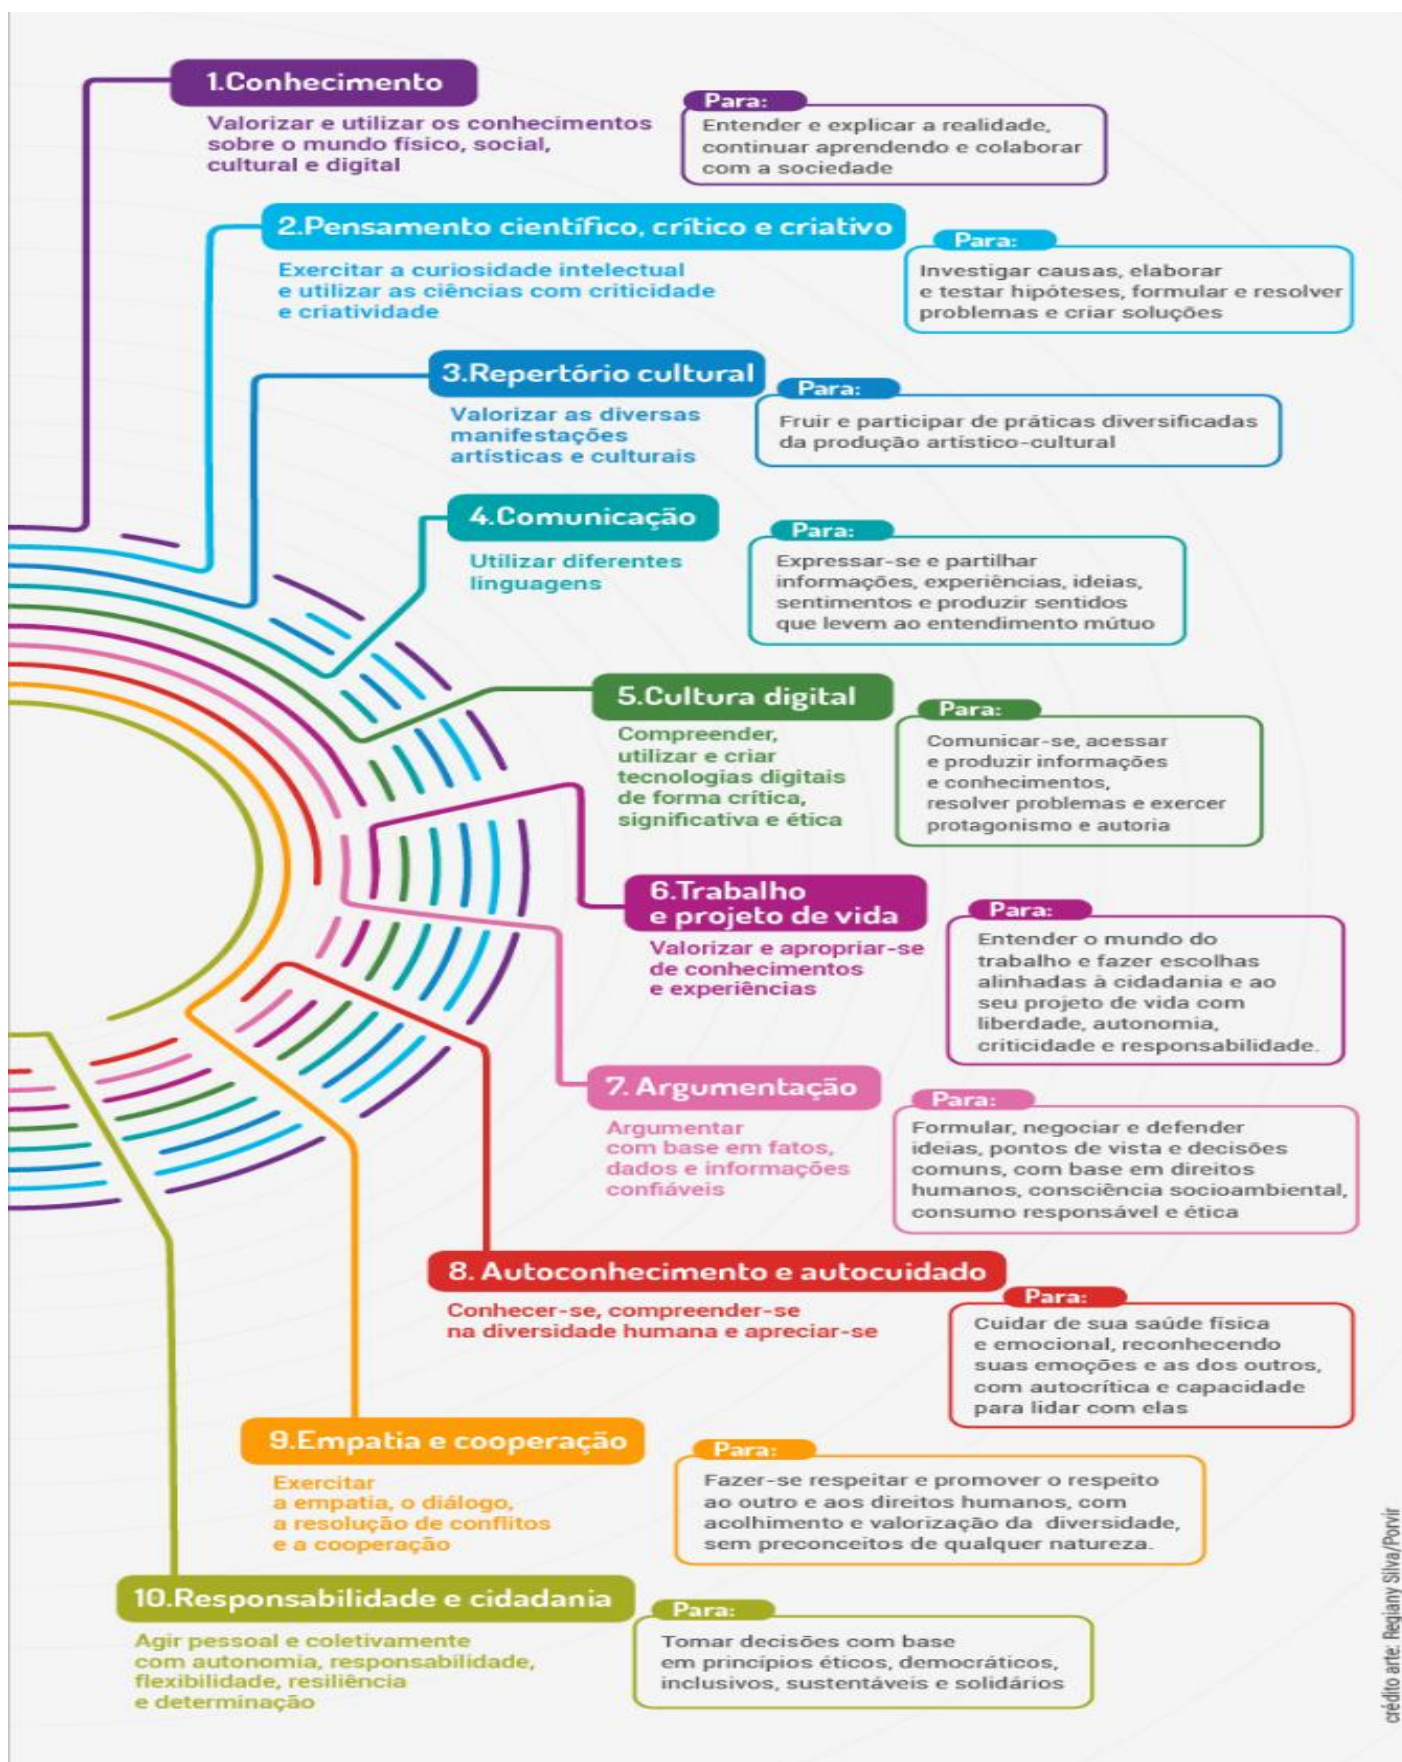 1.Conhecimento
Valorizar e utilizar os conhecimentos
sobre o mundo físico, social,
cultural e digital
Para:
Entender e explicar a realidade,
continuar aprendendo e colaborar
com a sociedade
2.Pensamento científico, crítico e criativo
Exercitar a curiosidade intelectual
e utilizar as ciências com criticidade
e criatividade
Para:
Investigar causas, elaborar
e testar hipóteses, formular e resolver
problemas e criar soluções
3.Repertório cultural
Valorizar as diversas
manifestações
artísticas e culturais
Para:
Fruir e participar de práticas diversificadas
da produção artístico-cultural
4.Comunicação
Utilizar diferentes
linguagens
Para:
Expressar-se e partilhar
informações, experiências, ideias,
sentimentos e produzir sentidos
que levem ao entendimento mútuo
5.Cultura digital
Compreender,
utilizar e criar
tecnologias digitais
de forma crítica,
significativa e ética
Para:
Comunicar-se, acessar
e produzir informações
e conhecimentos,
resolver problemas e exercer
protagonismo e autoria
6.Trabalho
e projeto de vida
Valorizar e apropriar-se
de conhecimentos
e experiências
Para:
Entender o mundo do
trabalho e fazer escolhas
alinhadas à cidadania e ao
seu projeto de vida com
liberdade, autonomia,
criticidade e responsabilidade.
7. Argumentação
Argumentar
com base em fatos,
dados e informações
confiáveis
Para:
Formular, negociar e defender
ideias, pontos de vista e decisões
comuns, com base em direitos
humanos, consciência socioambiental,
consumo responsável e ética
8. Autoconhecimento e autocuidado
Conhecer-se, compreender-se
na diversidade humana e apreciar-se
Para:
Cuidar de sua saúde física
e emocional, reconhecendo
suas emoções e as dos outros,
com autocrítica e capacidade
para lidar com elas
9.Empatia e cooperação
Exercitar
a empatia, o diálogo,
a resolução de conflitos
e a cooperação
Para:
Fazer-se respeitar e promover o respeito
ao outro e aos direitos humanos, com
acolhimento e valorização da diversidade,
sem preconceitos de qualquer natureza.
10.Responsabilidade e cidadania
Agir pessoal e coletivamente
com autonomia, responsabilidade,
flexibilidade, resiliência
e determinação
Para:
Tomar decisões com base
em princípios éticos, democráticos,
inclusivos, sustentáveis e solidários
crédito arte: Regiany Silva/Porvir